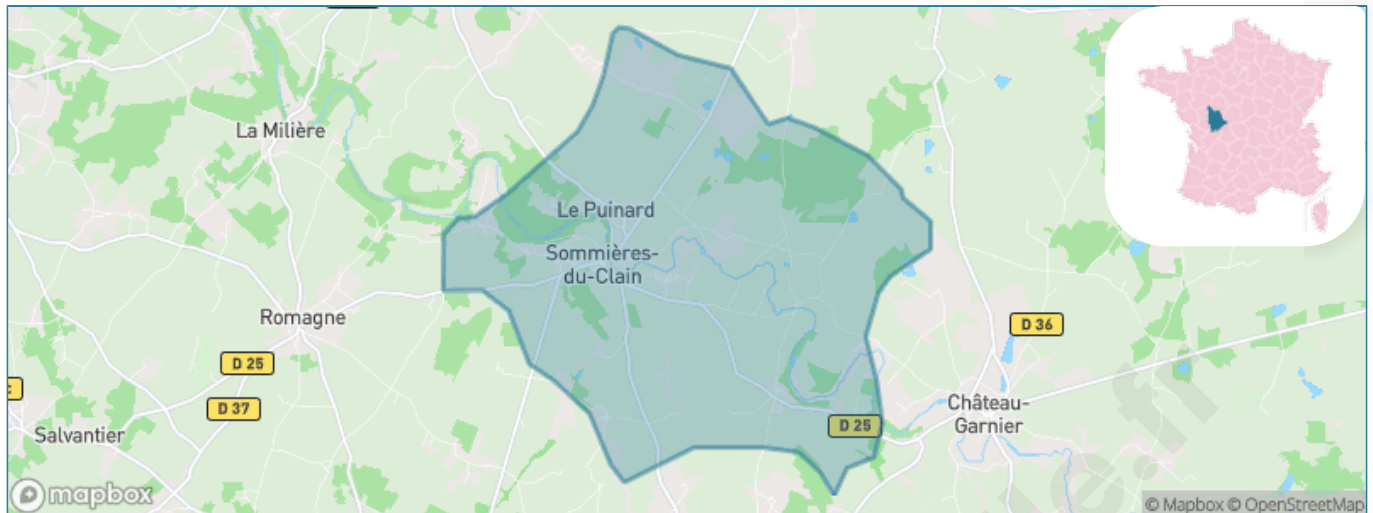 La Milière
Le Puinard
Sommières-
du-Clain
Romagne
D 36
D 25
D 37
Château-
Garnier
D 25
Salvantier
mapbox
© Mapbox © OpenStreetMap